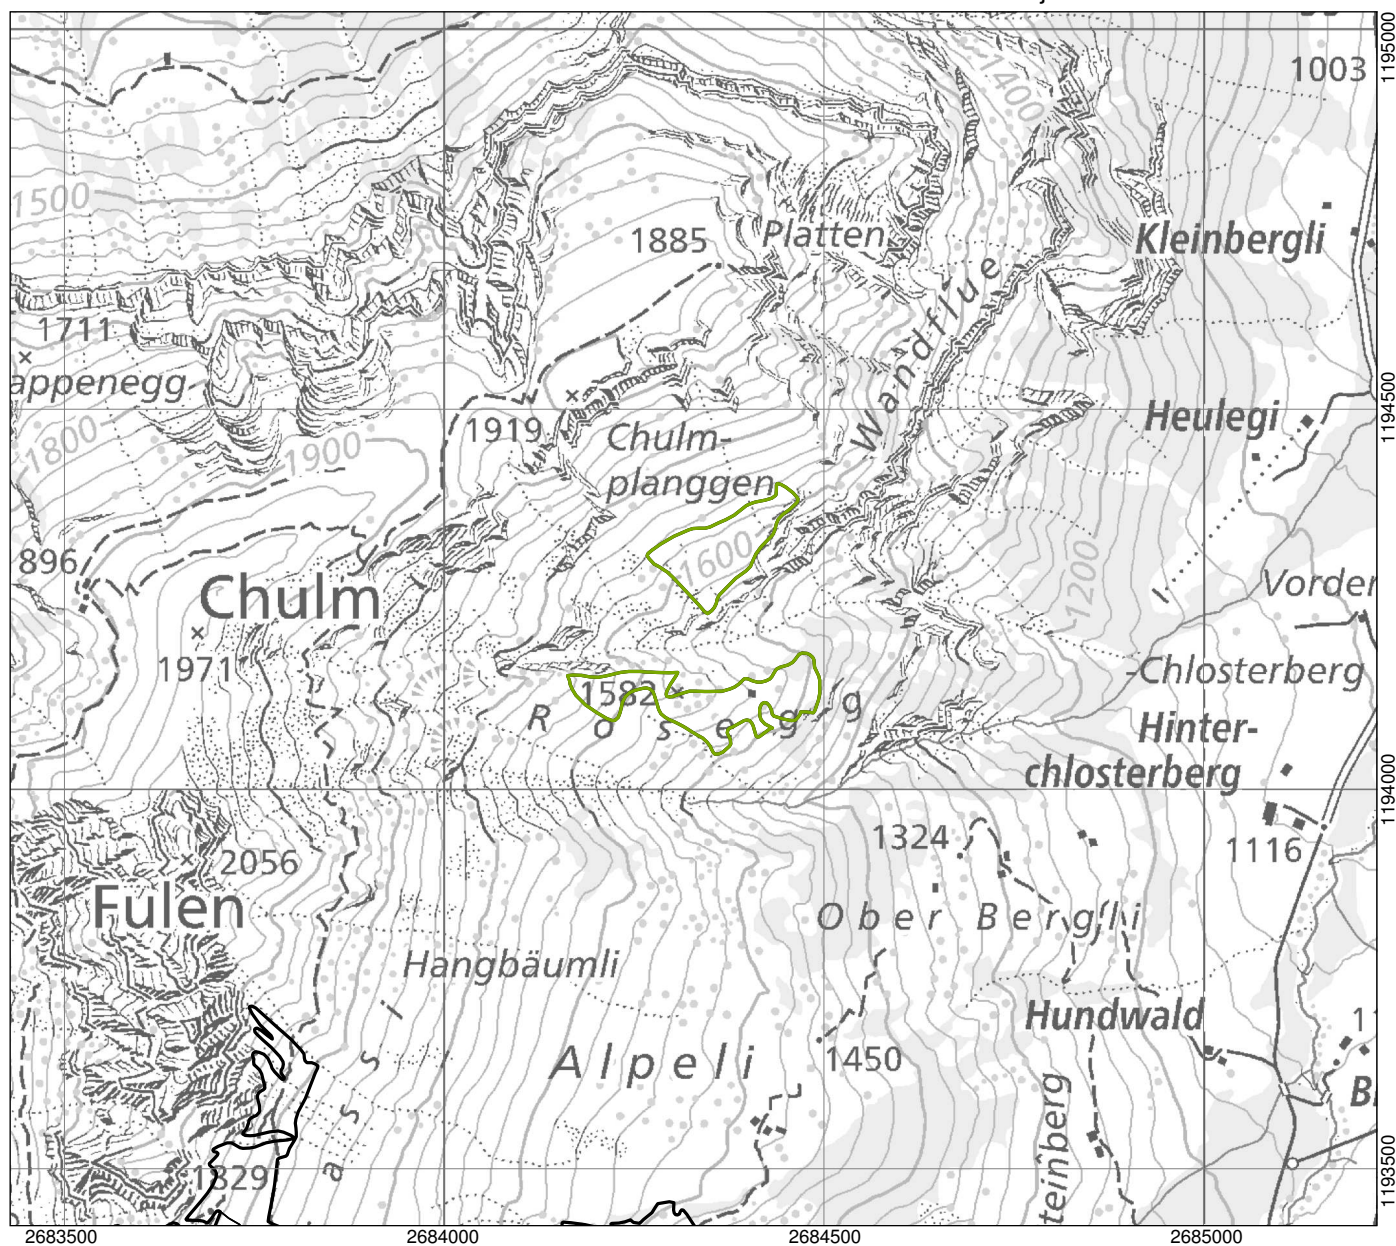 1195000
1003
1400
1500
1885
Platten
Kleinbergli
Wandflue
1711
appenegg
1919
Chulm-
planggen
Heulegi
1194500
1800
1900
896
1600
1200
Chulm
Vorder
1971
-Chlosterberg
1582
Rosegg
Hinter-
chlosterberg
1194000
1324
1116
2056
Fulen
Ober Bergli
Hangbäumli
Hundwald
Alpeli
1450
B
assi
teinberg
1193500
2683500
2684000
2684500
2685000